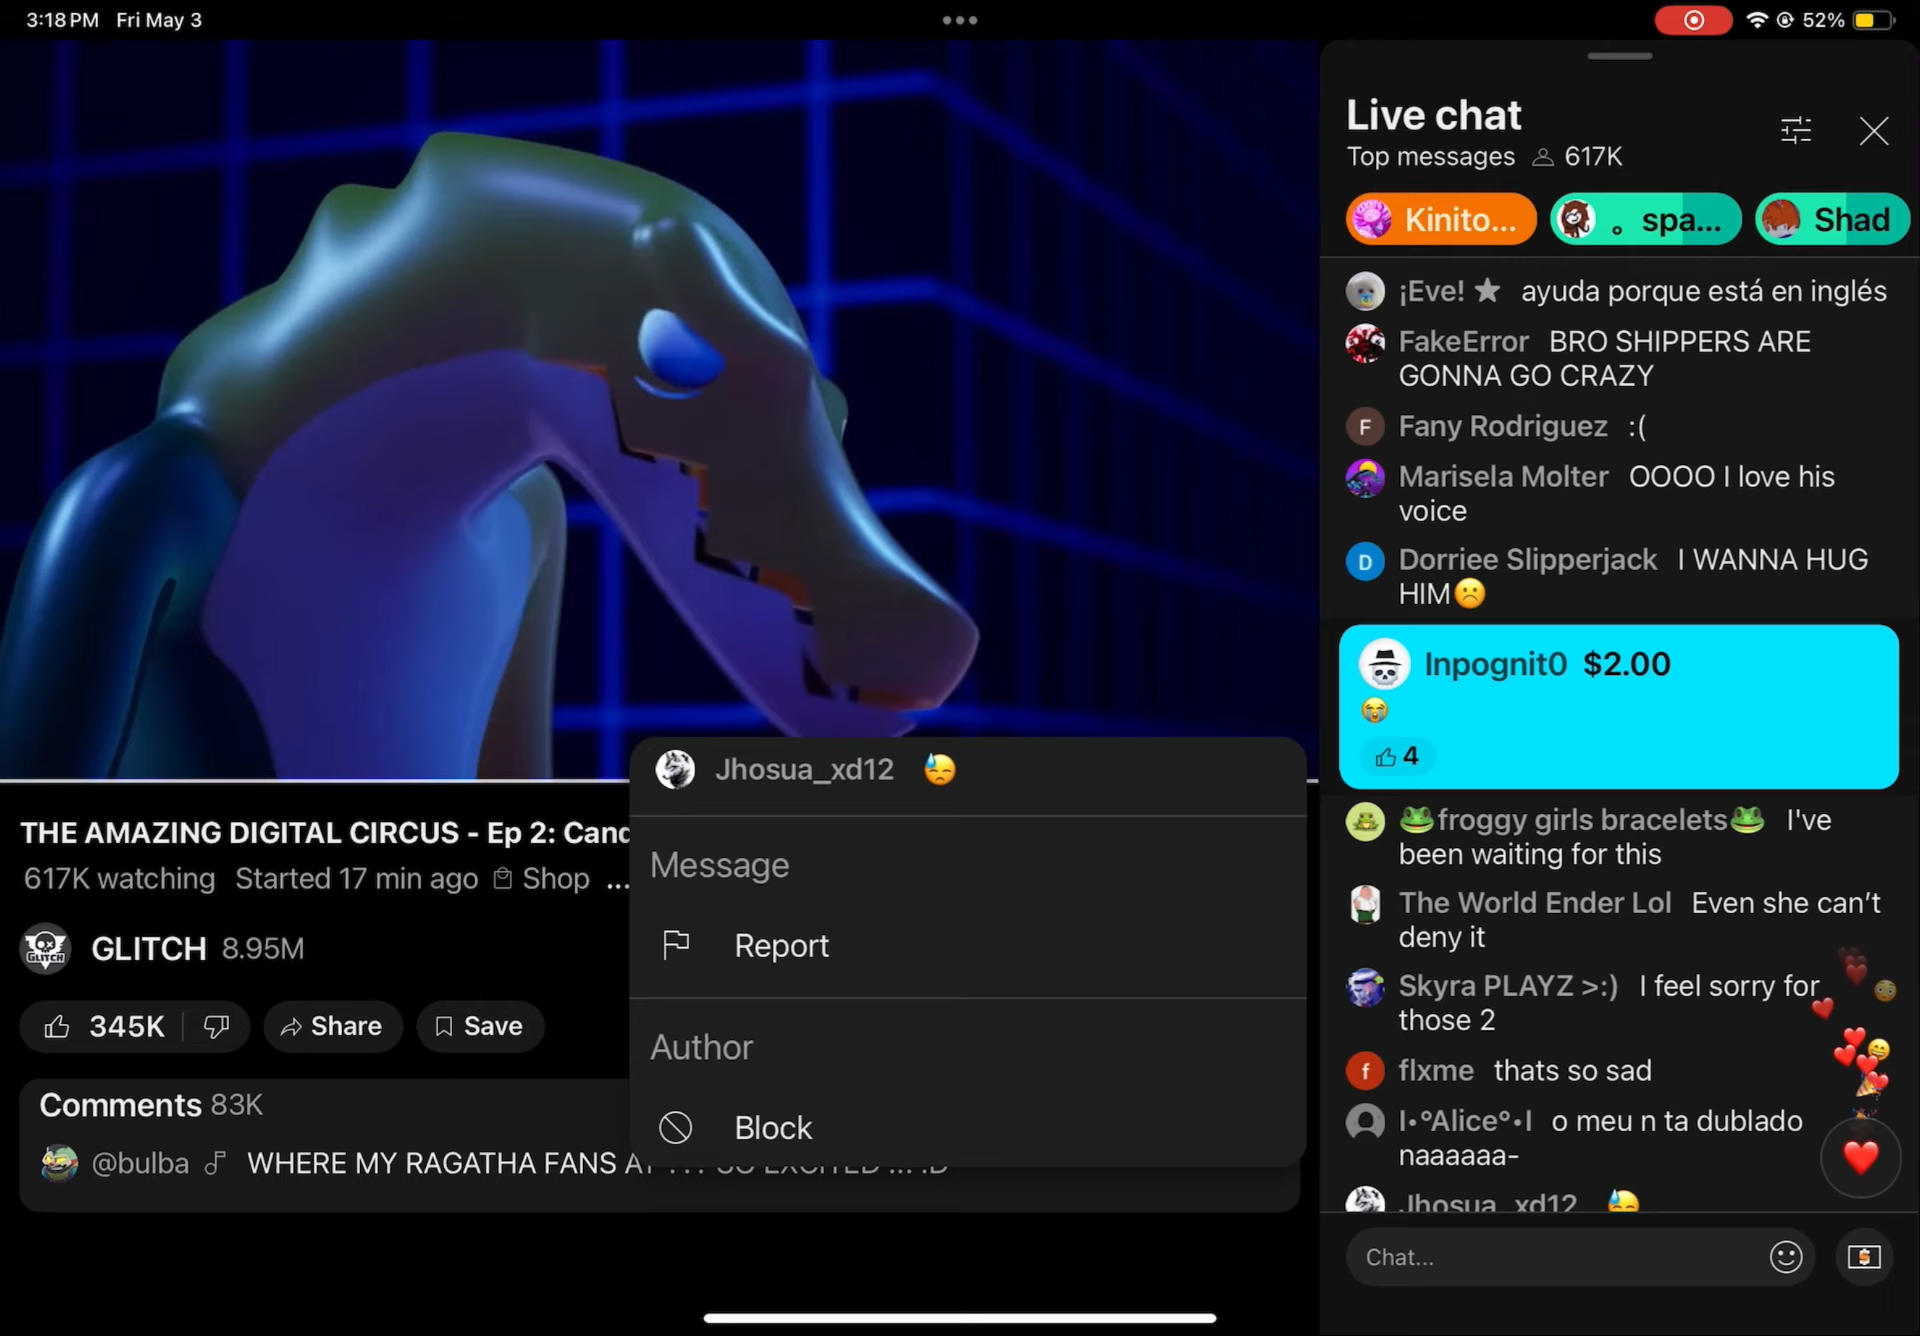 3:18 PM Fri May 3
52%
Live chat
Top messages 617K
Kinito...
。spa...
Shad
¡Eve! ★ ayuda porque está en inglés
FakeError BRO SHIPPERS ARE
GONNA GO CRAZY
F Fany Rodriguez :(
Marisela Molter OOOO I love his
voice
D Dorriee Slipperjack I WANNA HUG
HIM☹️
Inpognit0 $2.00
😭
4
🐸froggy girls bracelets🐸 I've
been waiting for this
The World Ender Lol Even she can't
deny it
Skyra PLAYZ >:) I feel sorry for
those 2
f flxme thats so sad
I•°Alice°•I o meu n ta dublado
naaaaaa-
Jhosua_xd12 😓
Chat...
Jhosua_xd12 😓
Message
Report
Author
Block
THE AMAZING DIGITAL CIRCUS - Ep 2: Cand
617K watching Started 17 min ago Shop ...
GLITCH GLITCH 8.95M
345K Share Save
Comments 83K
@bulba WHERE MY RAGATHA FANS